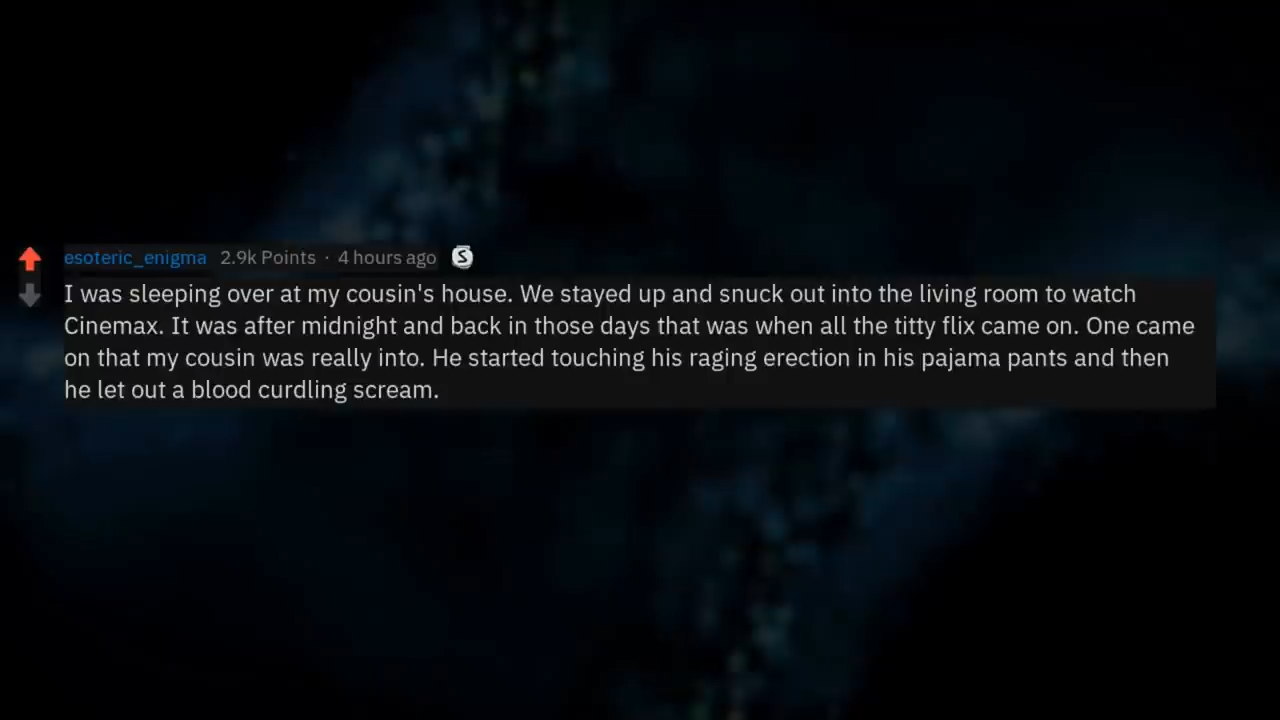 esoteric_enigma 2.9k Points · 4 hours ago S
I was sleeping over at my cousin's house. We stayed up and snuck out into the living room to watch
Cinemax. It was after midnight and back in those days that was when all the titty flix came on. One came
on that my cousin was really into. He started touching his raging erection in his pajama pants and then
he let out a blood curdling scream.